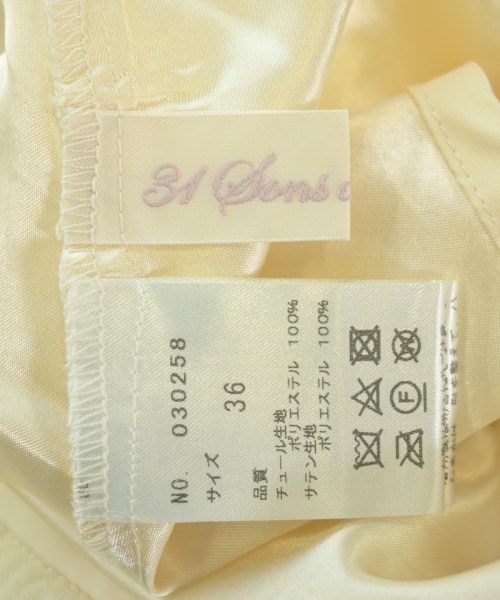 31 Sons d
NO. 030258
サイズ 36
品質
チュール生地
ポリエステル 100%
サテン生地
ポリエステル 100%